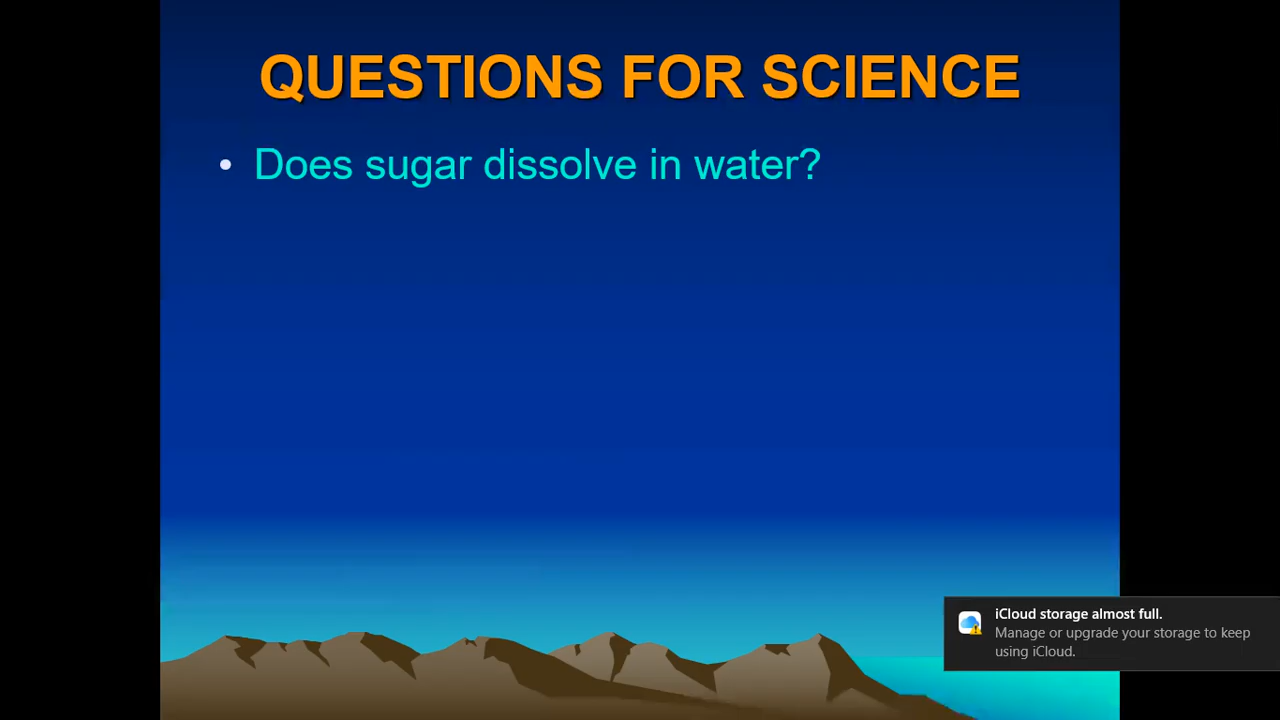 QUESTIONS FOR SCIENCE
• Does sugar dissolve in water?
iCloud storage almost full.
Manage or upgrade your storage to keep
using iCloud.